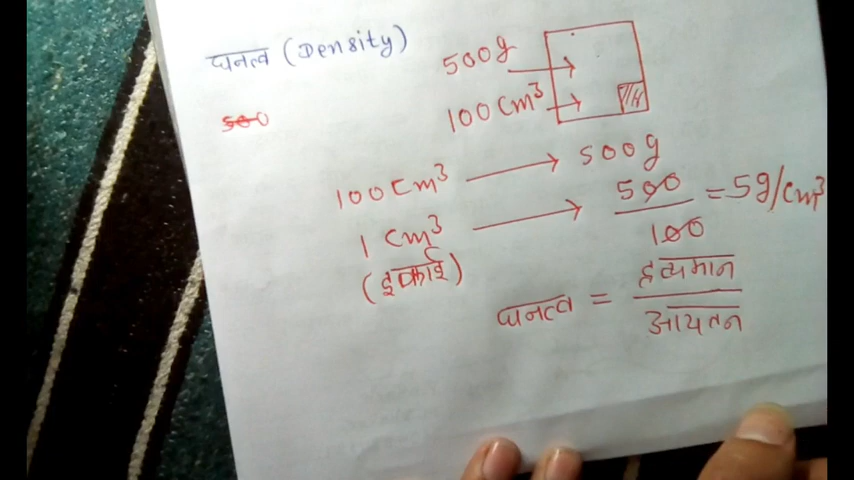 घनत्व (Density)
500g
100 Cm³
500
100 Cm³ → 500g
1 Cm³ → 500/100 = 5g/Cm³
(इकाई)
घनत्व = द्रव्यमान/आयतन